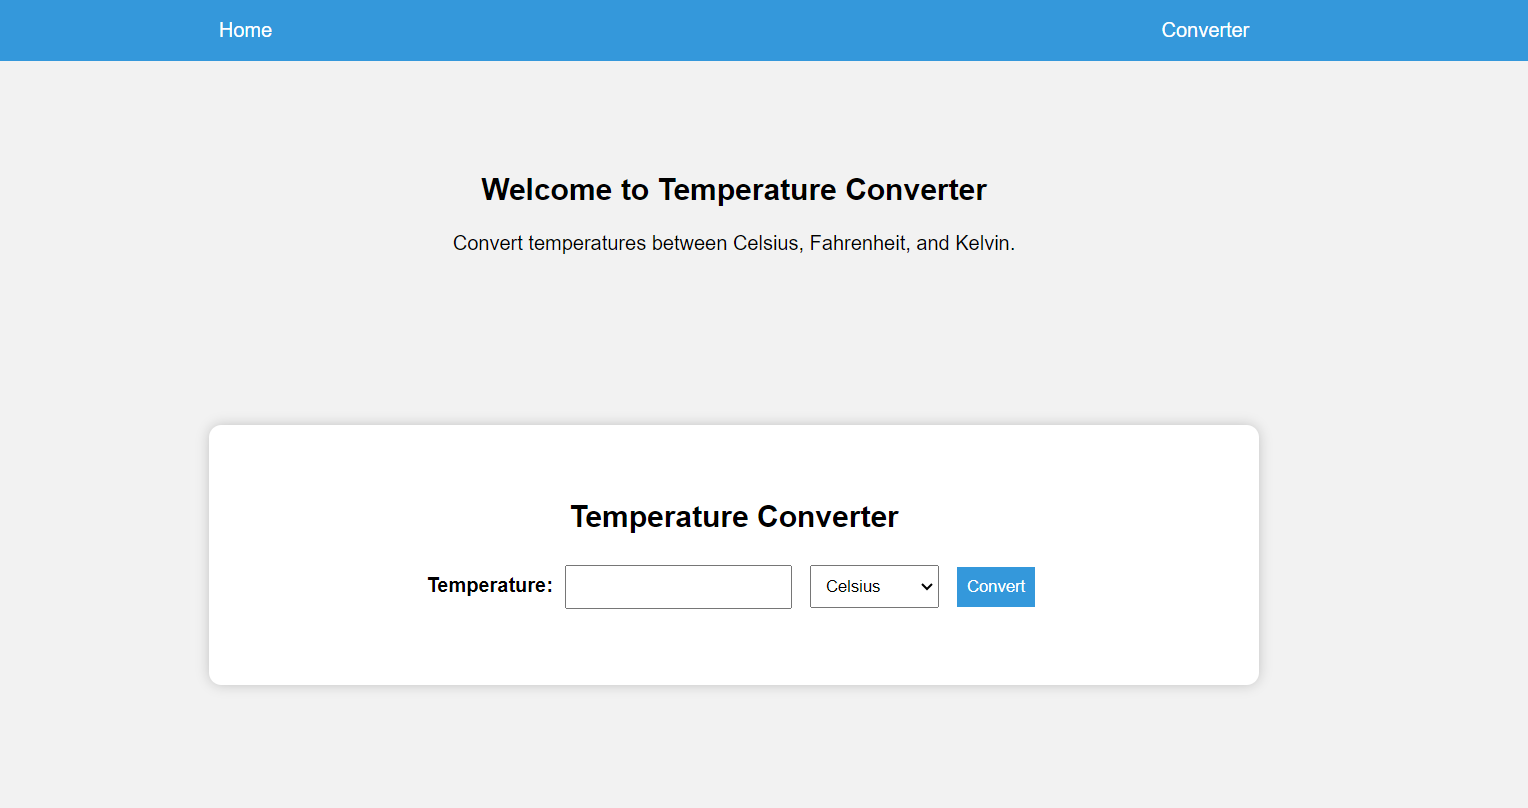 Home Converter
Welcome to Temperature Converter
Convert temperatures between Celsius, Fahrenheit, and Kelvin.
Temperature Converter
Temperature: Celsius Convert